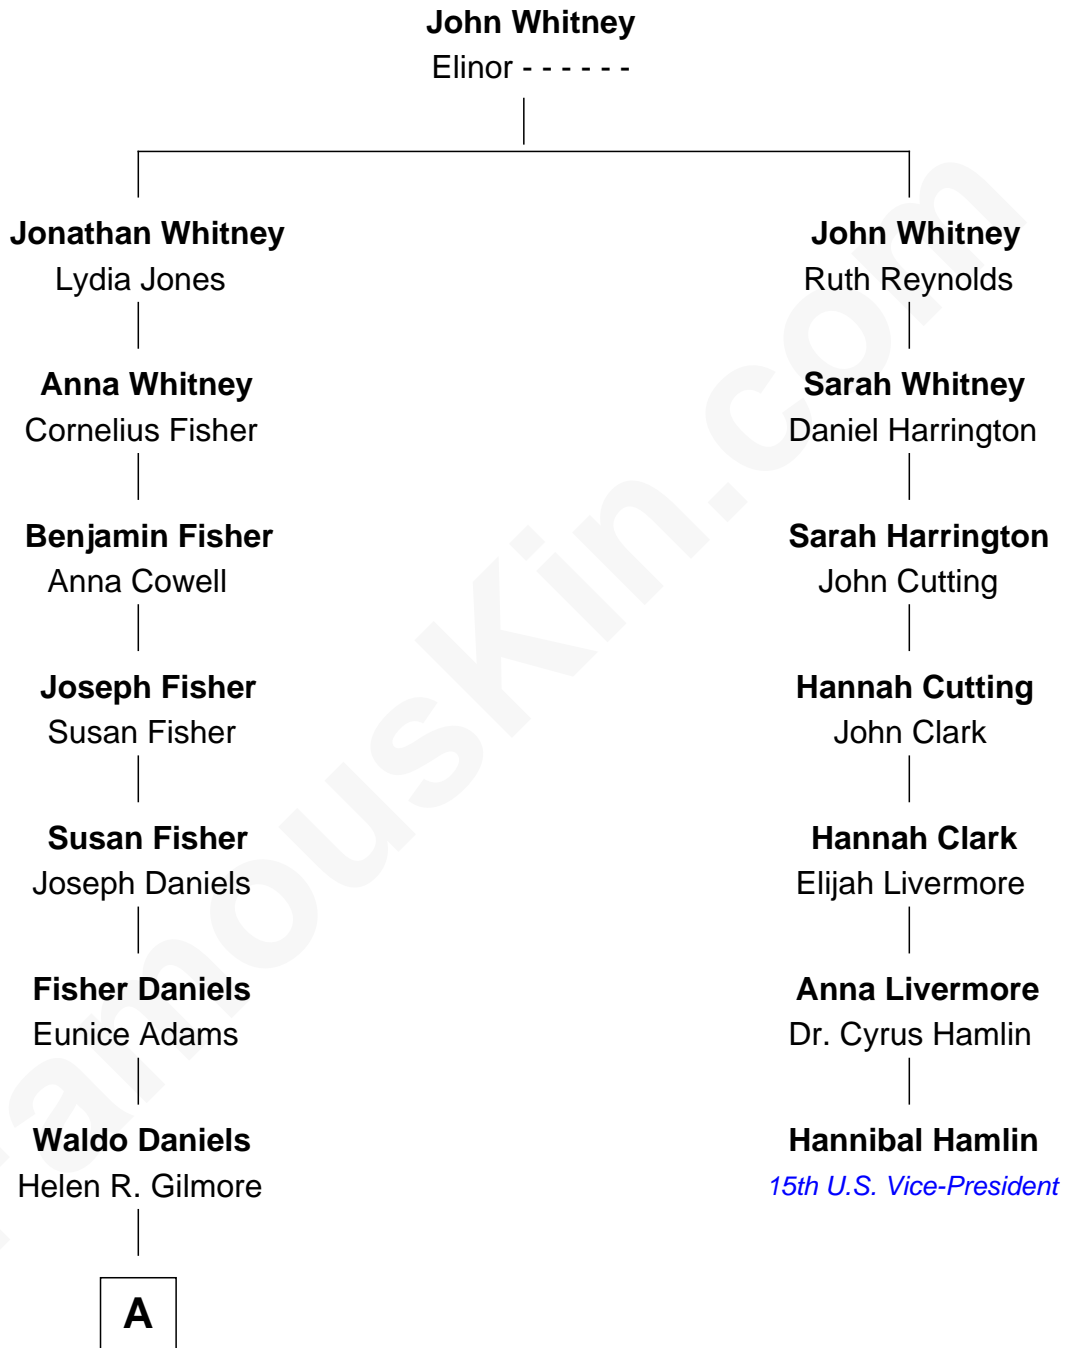 John Whitney
Elinor - - - - - -
Jonathan Whitney
Lydia Jones
John Whitney
Ruth Reynolds
Anna Whitney
Cornelius Fisher
Sarah Whitney
Daniel Harrington
Benjamin Fisher
Anna Cowell
Sarah Harrington
John Cutting
Joseph Fisher
Susan Fisher
Hannah Cutting
John Clark
Susan Fisher
Joseph Daniels
Hannah Clark
Elijah Livermore
Fisher Daniels
Eunice Adams
Anna Livermore
Dr. Cyrus Hamlin
Waldo Daniels
Helen R. Gilmore
Hannibal Hamlin
15th U.S. Vice-President
A
FamousKin.com